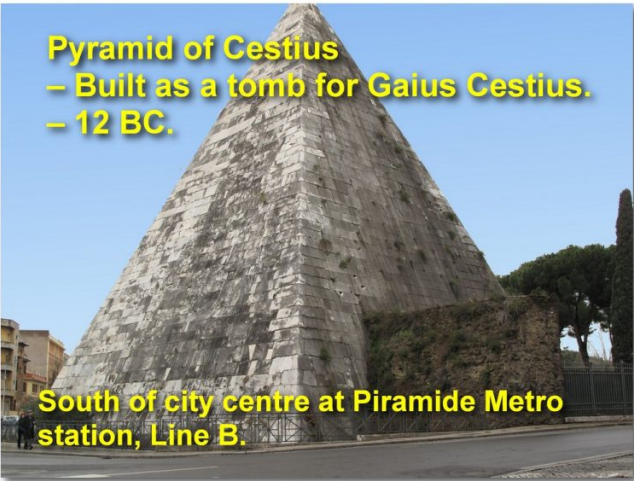 Pyramid of Cestius
– Built as a tomb for Gaius Cestius.
– 12 BC.
South of city centre at Piramide Metro
station, Line B.